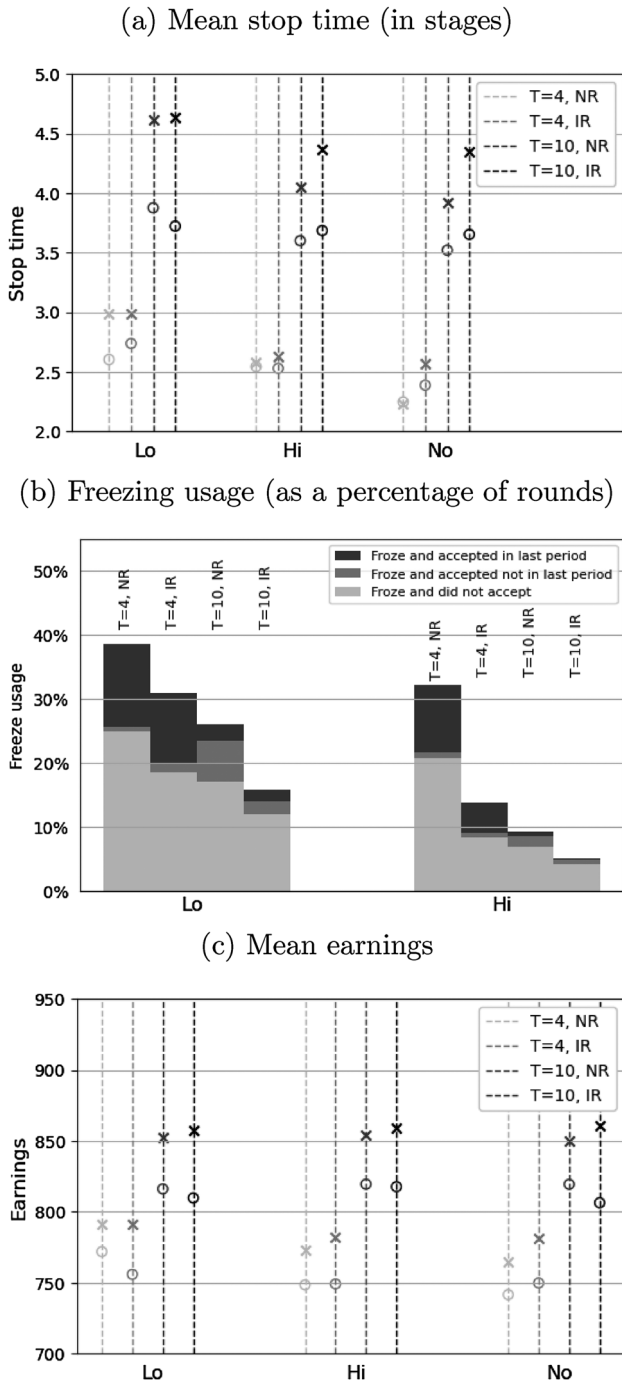 (a) Mean stop time (in stages)
5.0
4.5
4.0
3.5
3.0
2.5
2.0
Stop time
T=4, NR
T=4, IR
T=10, NR
T=10, IR
Lo Hi No
(b) Freezing usage (as a percentage of rounds)
50%
40%
30%
20%
10%
0%
Freeze usage
Froze and accepted in last period
Froze and accepted not in last period
Froze and did not accept
T=4, NR
T=4, IR
T=10, NR
T=10, IR
T=4, NR
T=4, IR
T=10, NR
T=10, IR
Lo Hi
(c) Mean earnings
950
900
850
800
750
700
Earnings
T=4, NR
T=4, IR
T=10, NR
T=10, IR
Lo Hi No